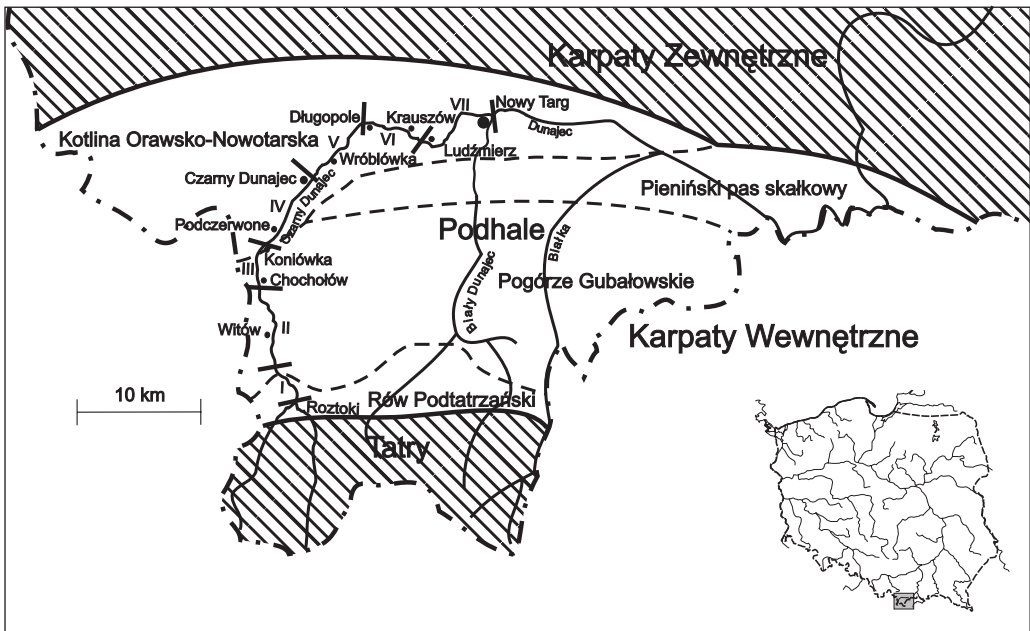 Karpaty Zewnętrzne
Długopole
Krauszów
VII
Nowy Targ
Dunajec
Kotlina Orawsko-Nowotarska
V
VI
Ludźmierz
Wróblówka
Czarny Dunajec
Czarny Dunajec
Pieniński pas skałkowy
IV
Podczerwone
Podhale
Białka
Koniówka
III
Chochołów
Biały Dunajec
Pogórze Gubałowskie
Witów
II
Karpaty Wewnętrzne
I
10 km
Roztoki
Rów Podtatrzański
Tatry